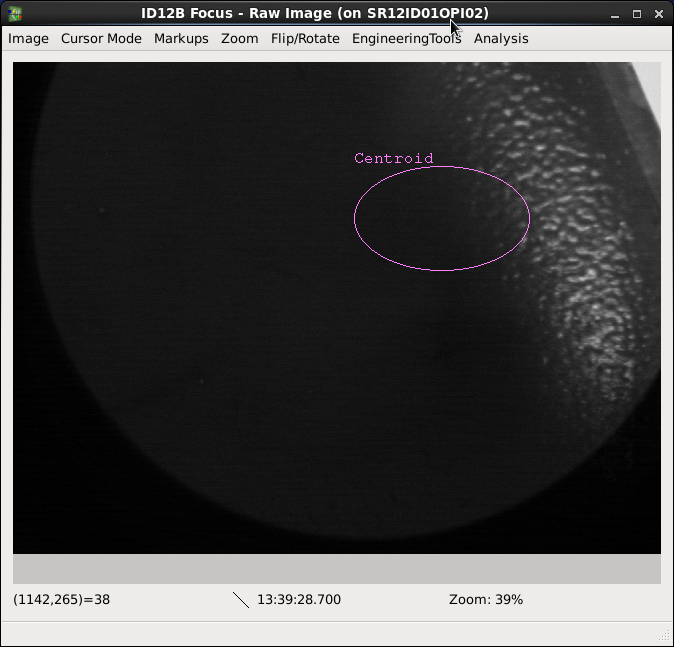 ID12B Focus - Raw Image (on SR12ID01OPI02)
Image Cursor Mode Markups Zoom Flip/Rotate EngineeringTools Analysis
Centroid
(1142,265)=38 13:39:28.700 Zoom: 39%